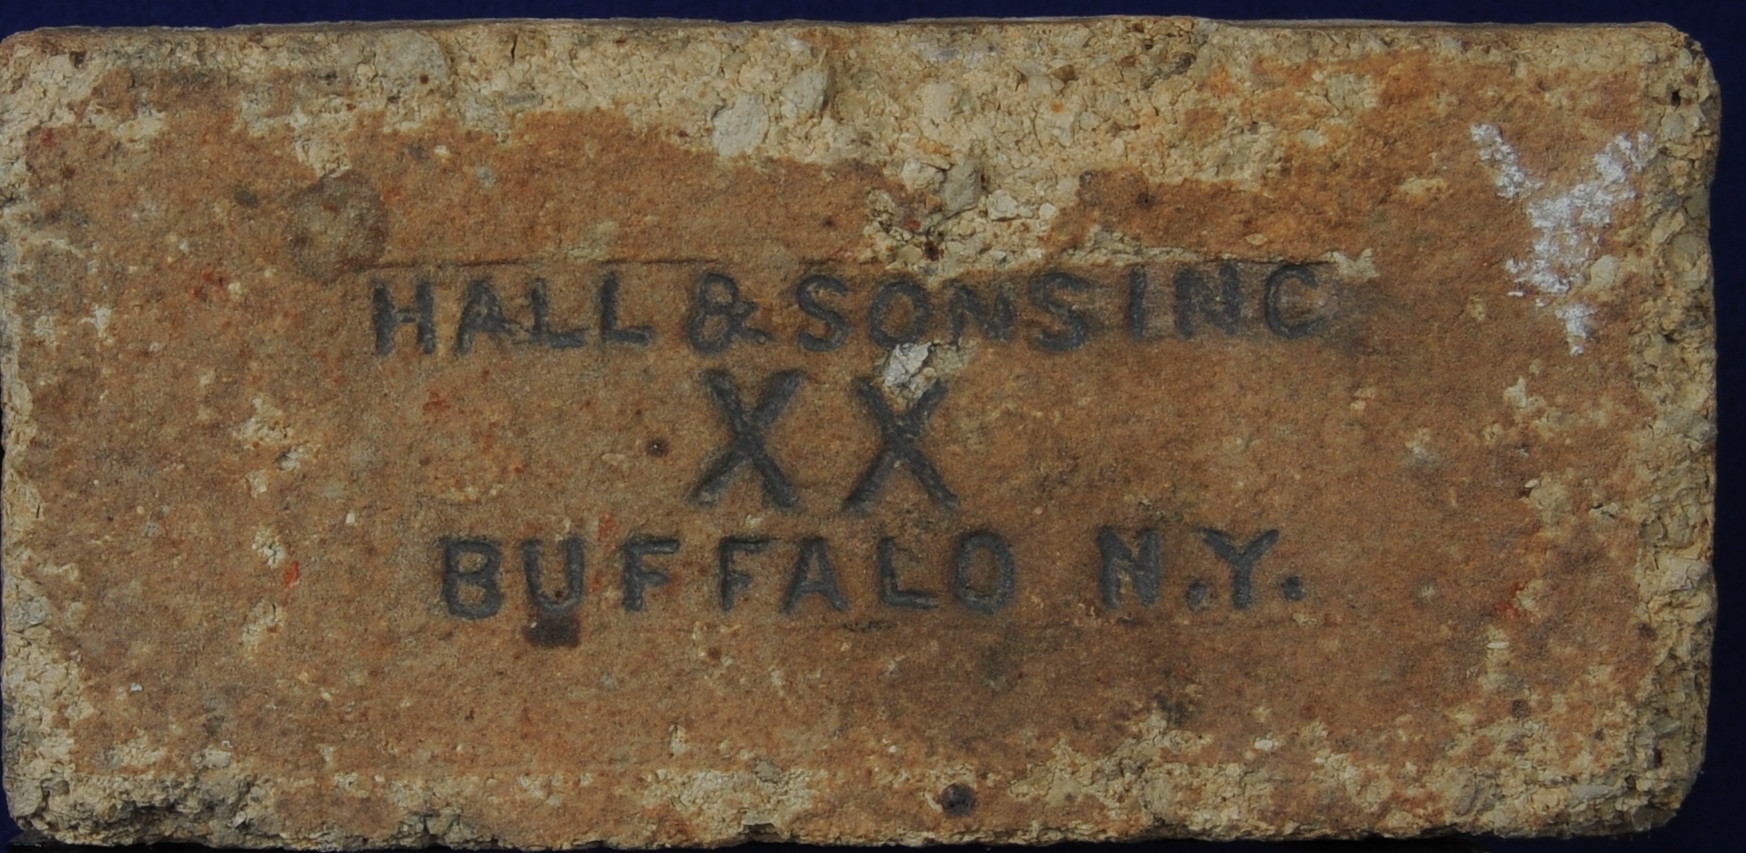 HALL & SONS INC
XX
BUFFALO N.Y.